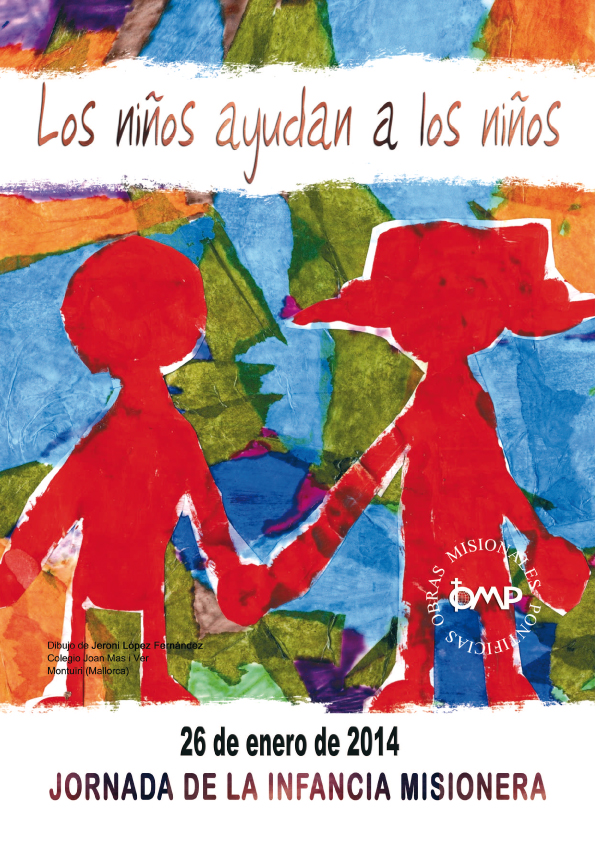 Los niños ayudan a los niños
OBRAS MISIONALES PONTIFICIAS
OMP
Dibujo de Jeroni López Fernández
Colegio Joan Mas i Ver
Montuïri (Mallorca)
26 de enero de 2014
JORNADA DE LA INFANCIA MISIONERA